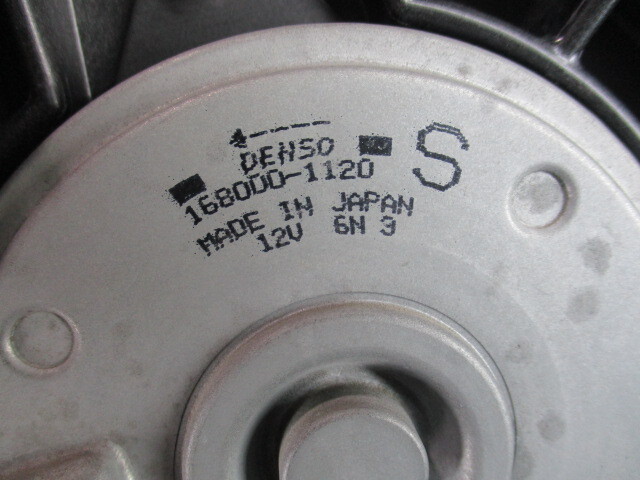 DENSO S
168000-1120
MADE IN JAPAN
12V 6N 3